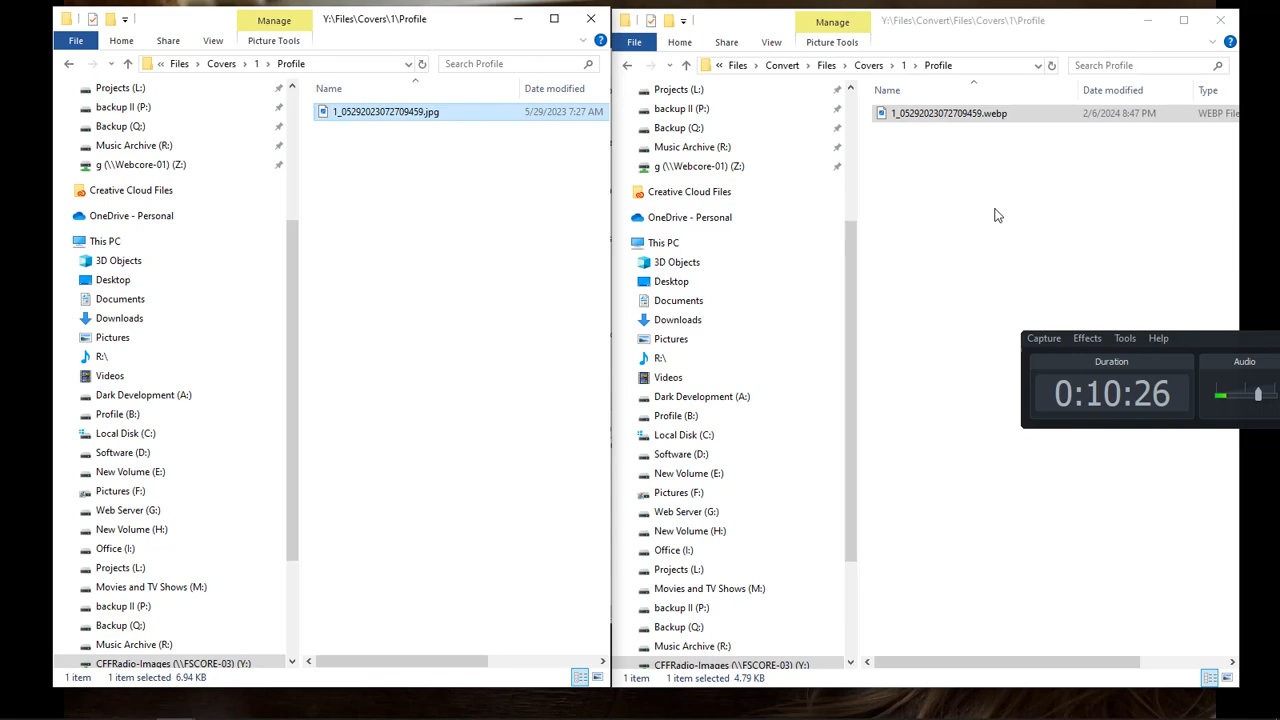 Manage
Y:\Files\Covers\1\Profile
File
Home
Share
View
Picture Tools
« Files > Covers > 1 > Profile
Search Profile
Name
Date modified
1_05292023072709459.jpg
5/29/2023 7:27 AM
Projects (L:)
backup II (P:)
Backup (Q:)
Music Archive (R:)
g (\\Webcore-01) (Z:)
Creative Cloud Files
OneDrive - Personal
This PC
3D Objects
Desktop
Documents
Downloads
Pictures
R:\
Videos
Dark Development (A:)
Profile (B:)
Local Disk (C:)
Software (D:)
New Volume (E:)
Pictures (F:)
Web Server (G:)
New Volume (H:)
Office (I:)
Projects (L:)
Movies and TV Shows (M:)
backup II (P:)
Backup (Q:)
Music Archive (R:)
CFFRadio-Images (\\FSCORE-03) (Y:)
1 item
1 item selected 6.94 KB
Manage
Y:\Files\Convert\Files\Covers\1\Profile
File
Home
Share
View
Picture Tools
« Files > Convert > Files > Covers > 1 > Profile
Search Profile
Name
Date modified
Type
1_05292023072709459.webp
2/6/2024 8:47 PM
WEBP File
Projects (L:)
backup II (P:)
Backup (Q:)
Music Archive (R:)
g (\\Webcore-01) (Z:)
Creative Cloud Files
OneDrive - Personal
This PC
3D Objects
Desktop
Documents
Downloads
Pictures
R:\
Videos
Dark Development (A:)
Profile (B:)
Local Disk (C:)
Software (D:)
New Volume (E:)
Pictures (F:)
Web Server (G:)
New Volume (H:)
Office (I:)
Projects (L:)
Movies and TV Shows (M:)
backup II (P:)
Backup (Q:)
Music Archive (R:)
CFFRadio-Images (\\FSCORE-03) (Y:)
1 item
1 item selected 4.79 KB
Capture
Effects
Tools
Help
Duration
Audio
0:10:26